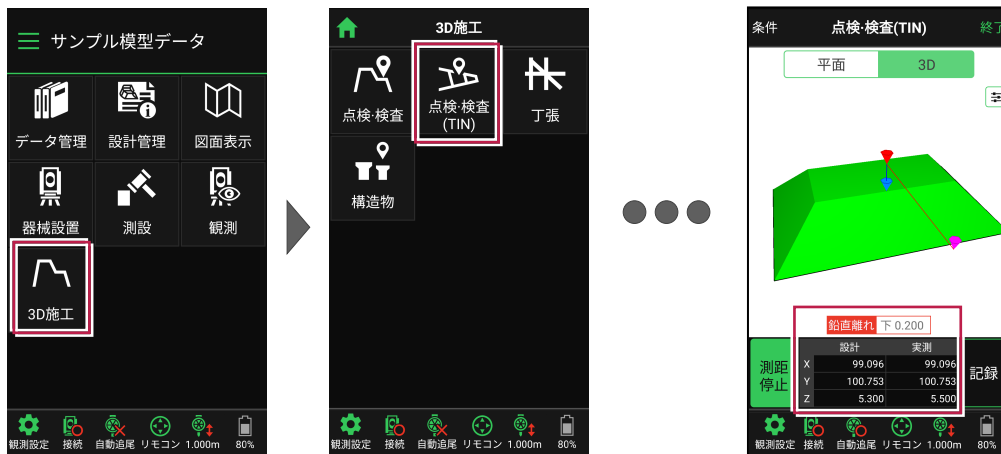 サンプル模型データ
データ管理
設計管理
図面表示
器械設置
測設
観測
3D施工
観測設定
接続
自動追尾
リモコン
1.000m
80%
3D施工
点検・検査
点検・検査
(TIN)
丁張
構造物
観測設定
接続
自動追尾
リモコン
1.000m
80%
条件
点検・検査(TIN)
終了
平面
3D
鉛直離れ 下 0.200
設計 実測
X 99.096 99.096
Y 100.753 100.753
Z 5.300 5.500
測距
停止
記録
観測設定
接続
自動追尾
リモコン
1.000m
80%